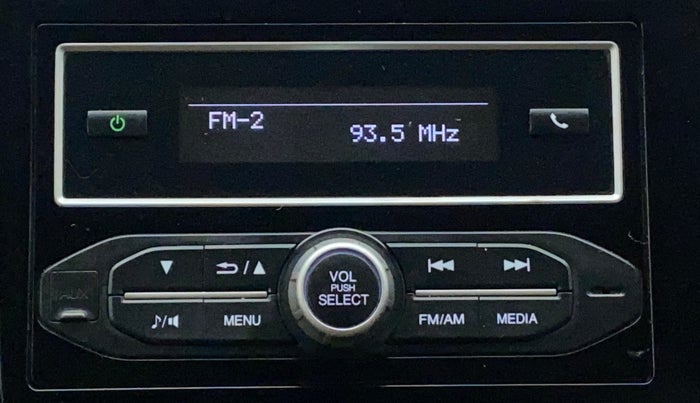 FM-2
93.5 MHz
VOL
PUSH
SELECT
AUX
MENU
FM/AM
MEDIA